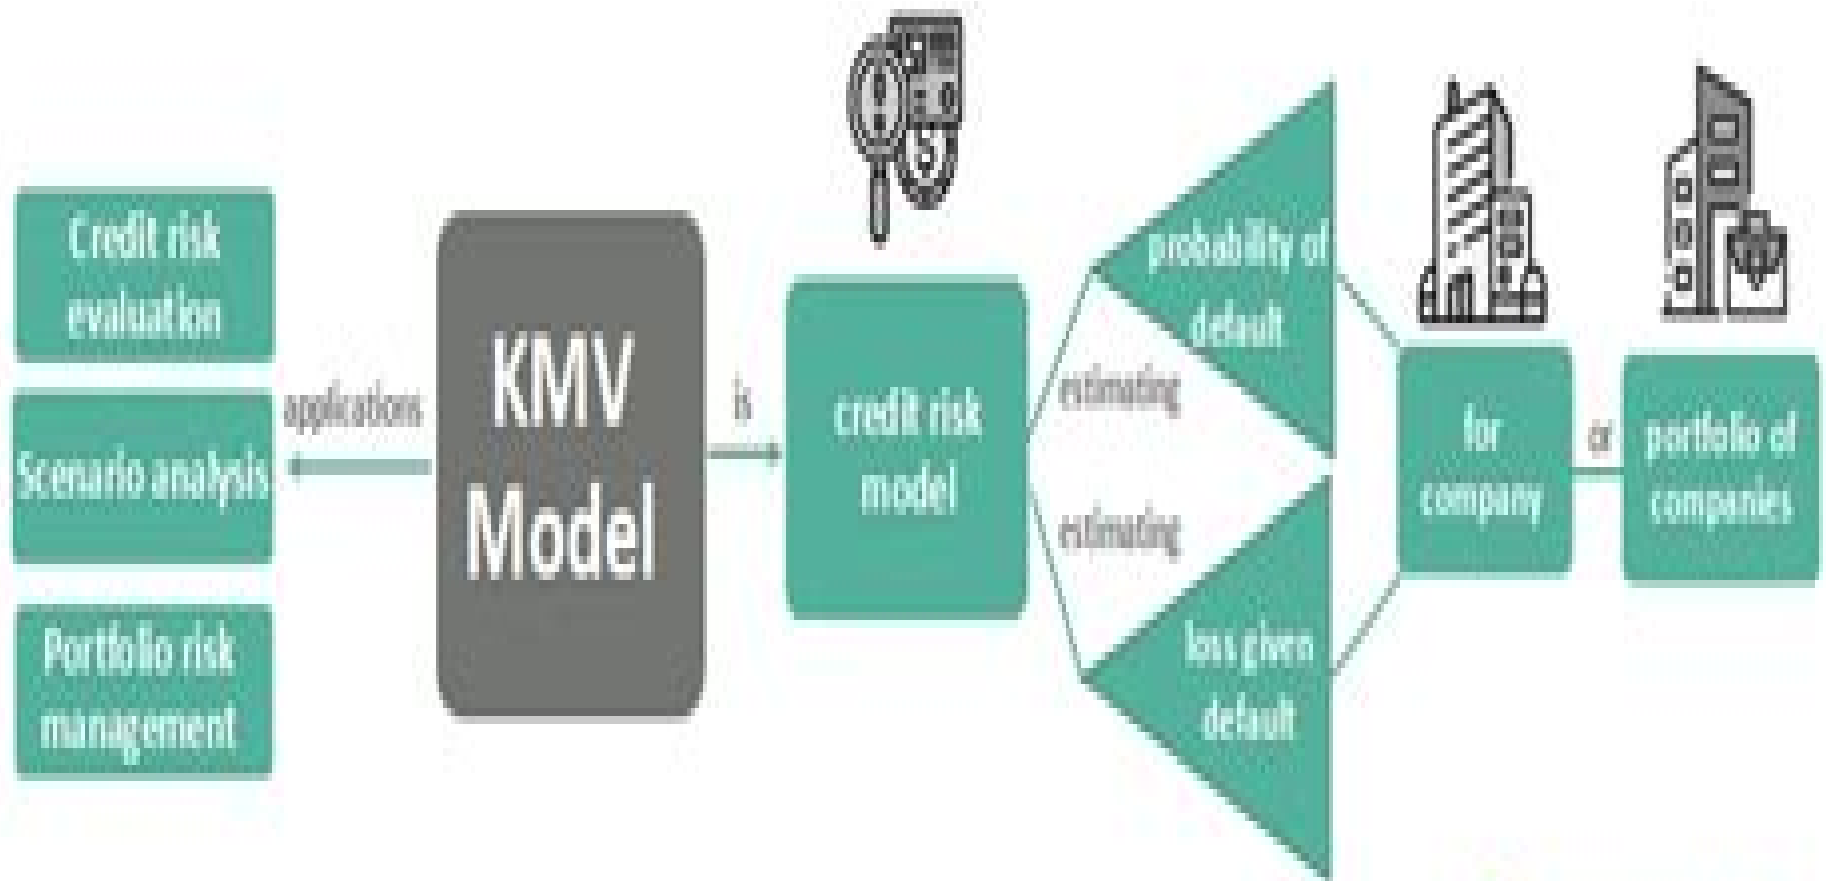 Credit risk
evaluation
Scenario analysis
Portfolio risk
management
applications
KMV
Model
is
credit risk
model
estimating
estimating
probability of
default
loss given
default
for
company
or
portfolio of
companies